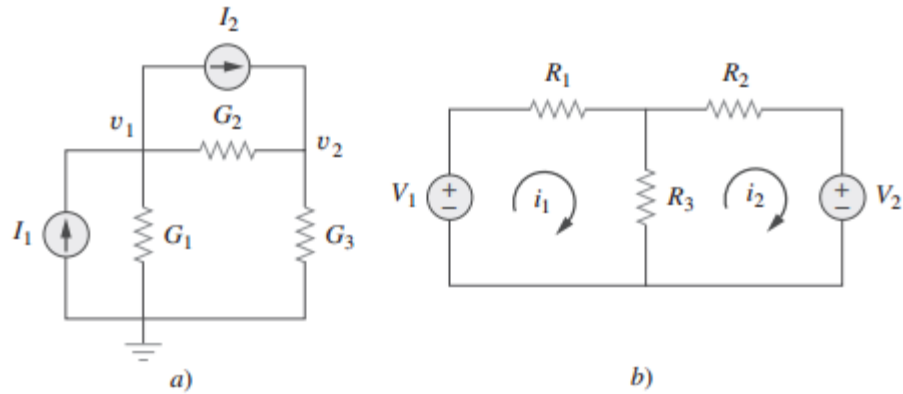 I₂
G₂
v₁
v₂
I₁
G₁
G₃
a)
R₁
R₂
V₁
+
−
i₁
R₃
i₂
+
−
V₂
b)